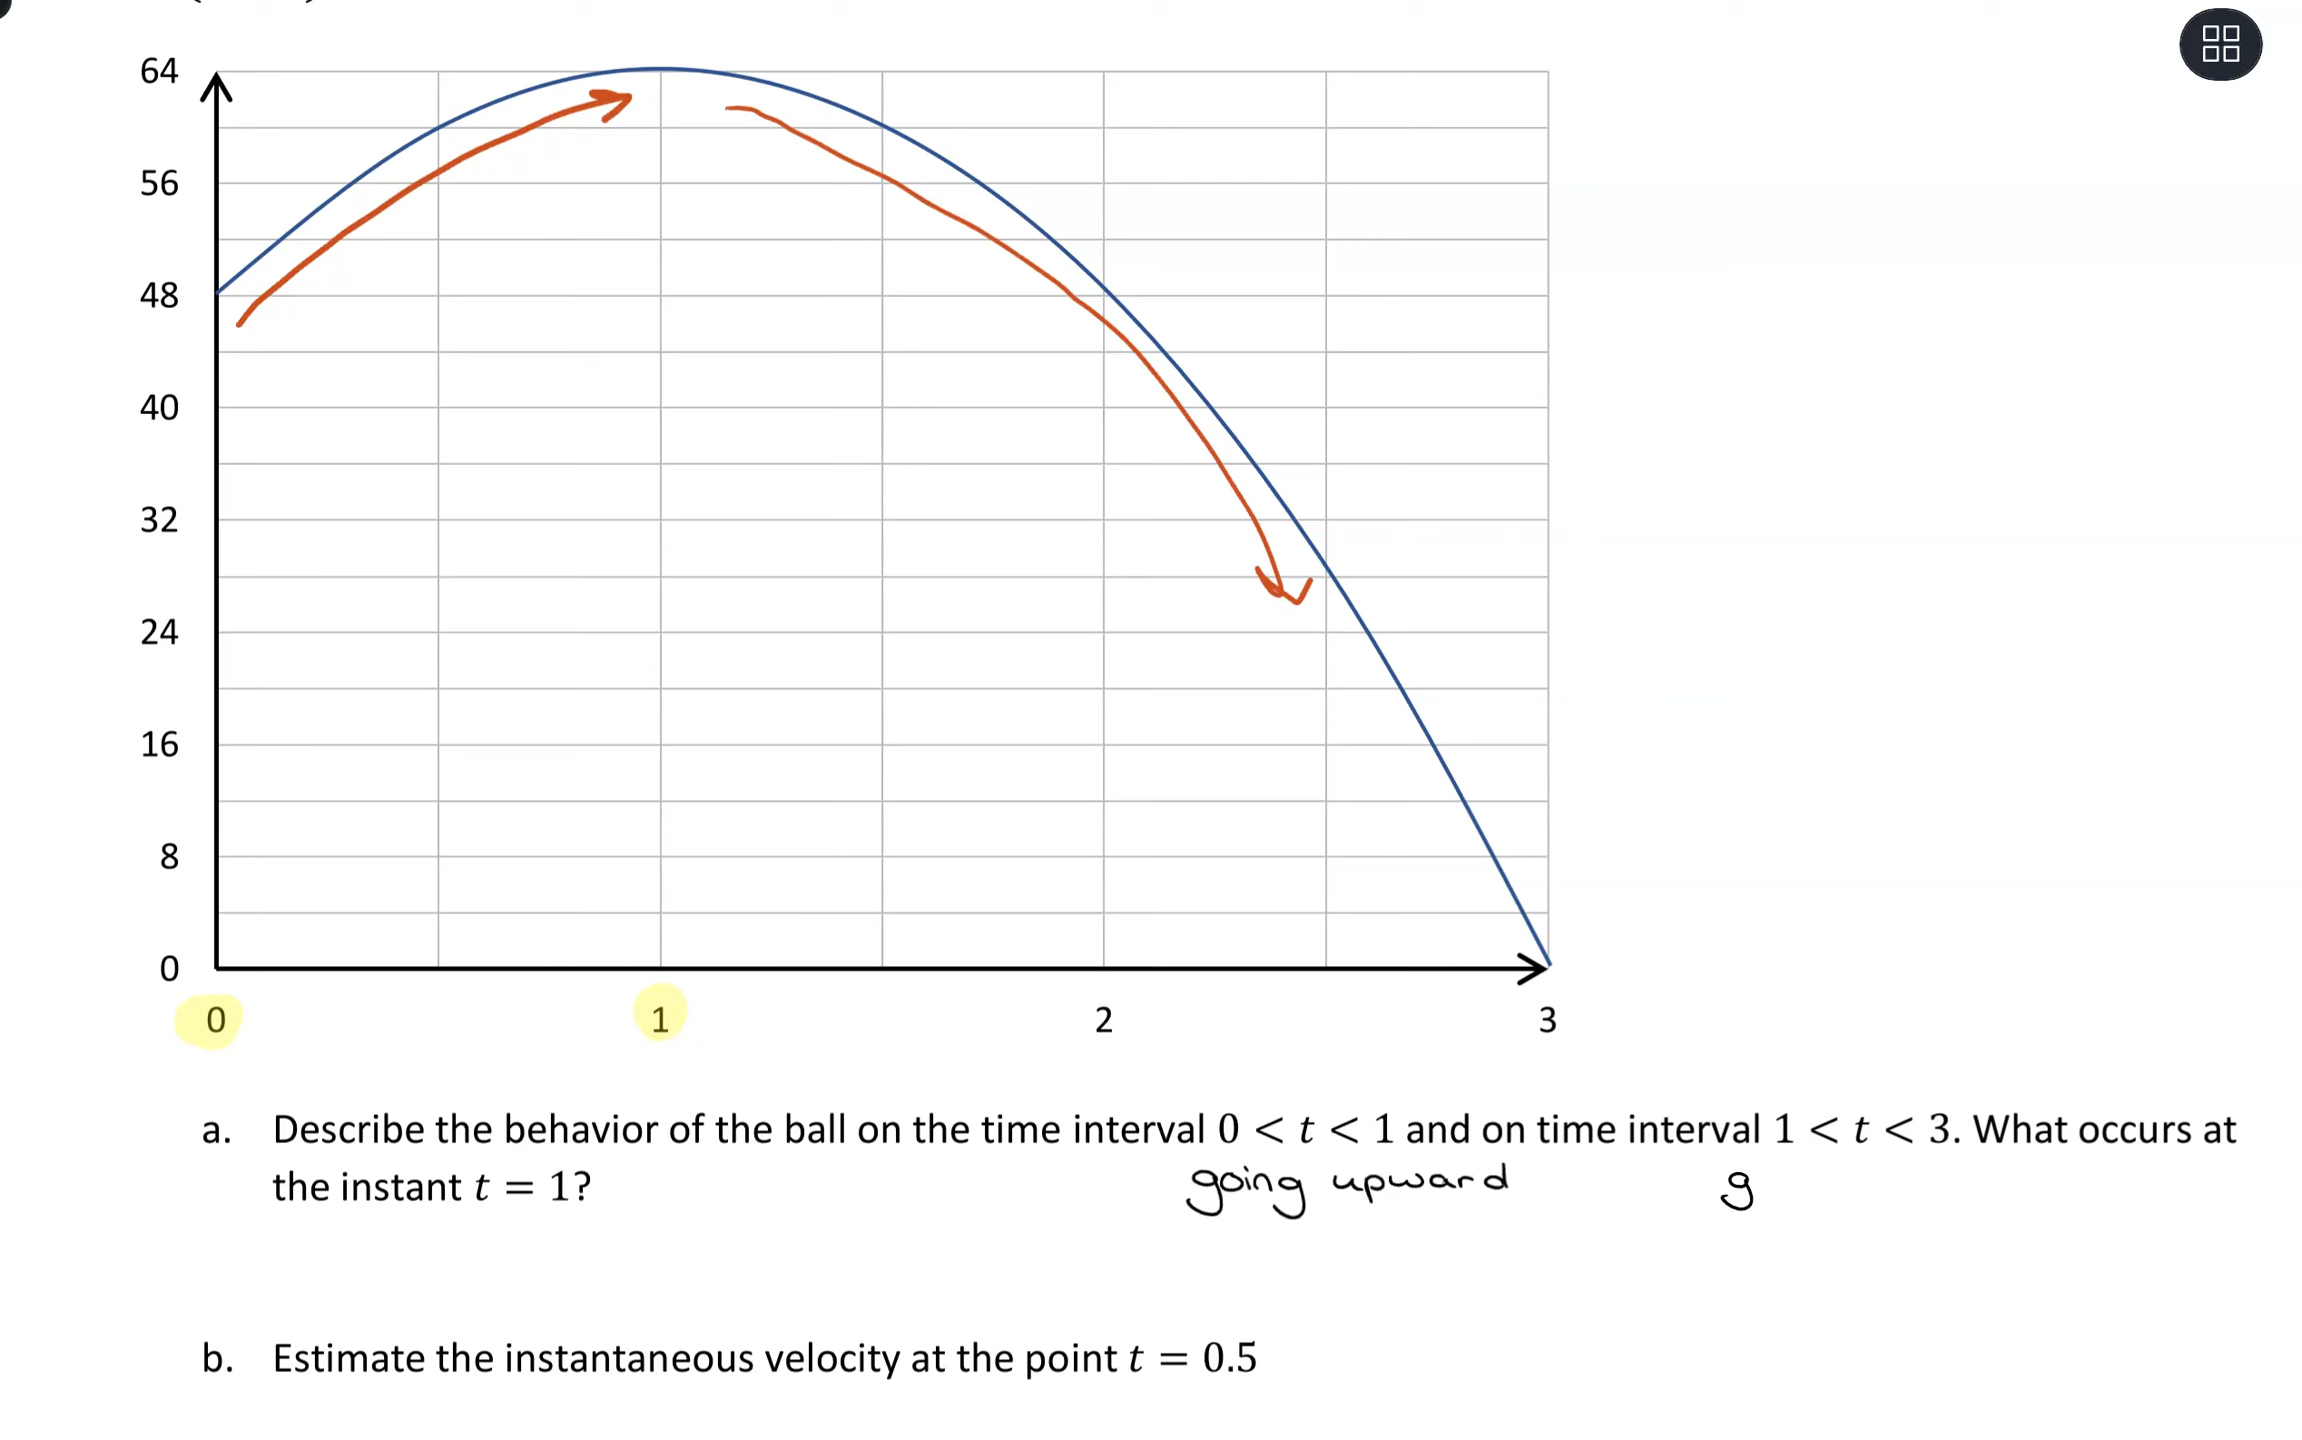 64
56
48
40
32
24
16
8
0
0 1 2 3
a. Describe the behavior of the ball on the time interval 0 < t < 1 and on time interval 1 < t < 3. What occurs at
the instant t = 1?
going upward g
b. Estimate the instantaneous velocity at the point t = 0.5